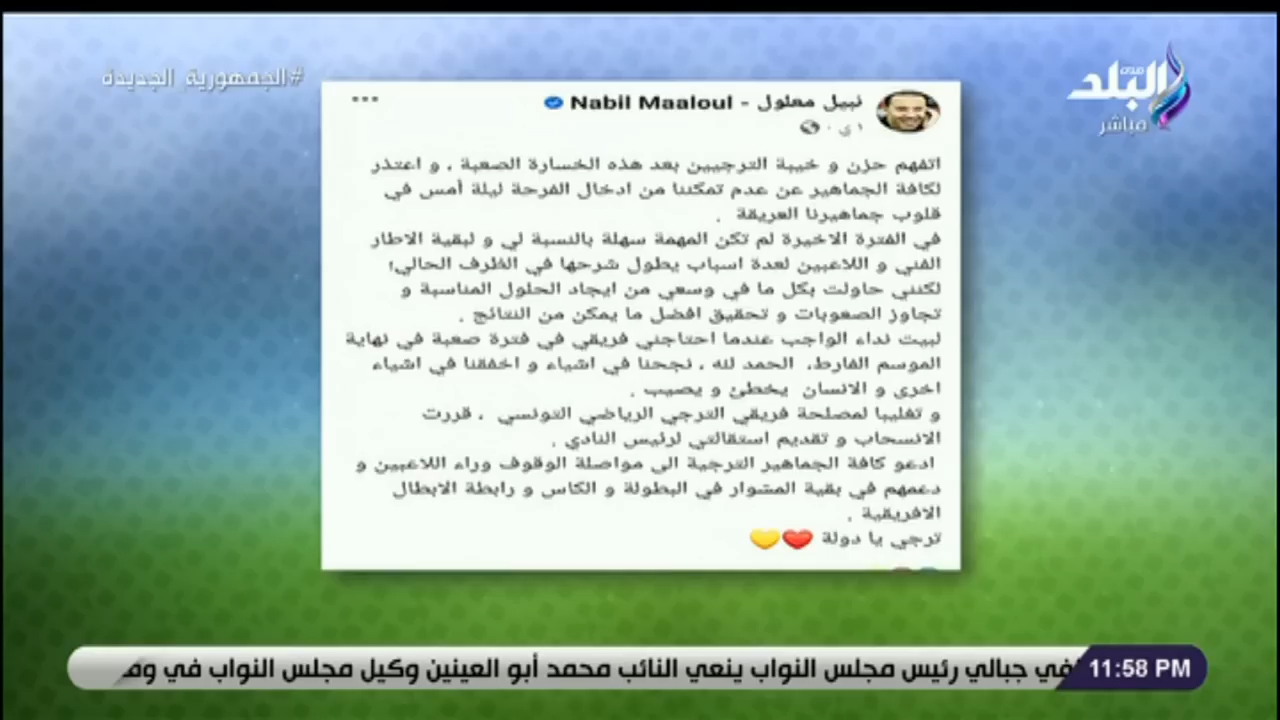 #الجمهورية الجديدة
صدى
البلد
مباشر
نبيل معلول - Nabil Maaloul
١ ي
اتفهم حزن و خيبة الترجيين بعد هذه الخسارة الصعبة ، و اعتذر
لكافة الجماهير عن عدم تمكننا من ادخال الفرحة ليلة أمس في
قلوب جماهيرنا العريقة .
في الفترة الاخيرة لم تكن المهمة سهلة بالنسبة لي و لبقية الاطار
الفني و اللاعبين لعدة اسباب يطول شرحها في الظرف الحالي؛
لكنني حاولت بكل ما في وسعي من ايجاد الحلول المناسبة و
تجاوز الصعوبات و تحقيق افضل ما يمكن من النتائج .
لبيت نداء الواجب عندما احتاجني فريقي في فترة صعبة في نهاية
الموسم الفارط، الحمد لله ، نجحنا في اشياء و اخفقنا في اشياء
اخرى و الانسان يخطئ و يصيب .
و تغليبا لمصلحة فريقي الترجي الرياضي التونسي ، قررت
الانسحاب و تقديم استقالتي لرئيس النادي .
ادعو كافة الجماهير الترجية الى مواصلة الوقوف وراء اللاعبين و
دعمهم في بقية المشوار في البطولة و الكاس و رابطة الابطال
الافريقية .
ترجي يا دولة ❤️💛
جبالي رئيس مجلس النواب ينعي النائب محمد أبو العينين وكيل مجلس النواب في
11:58 PM